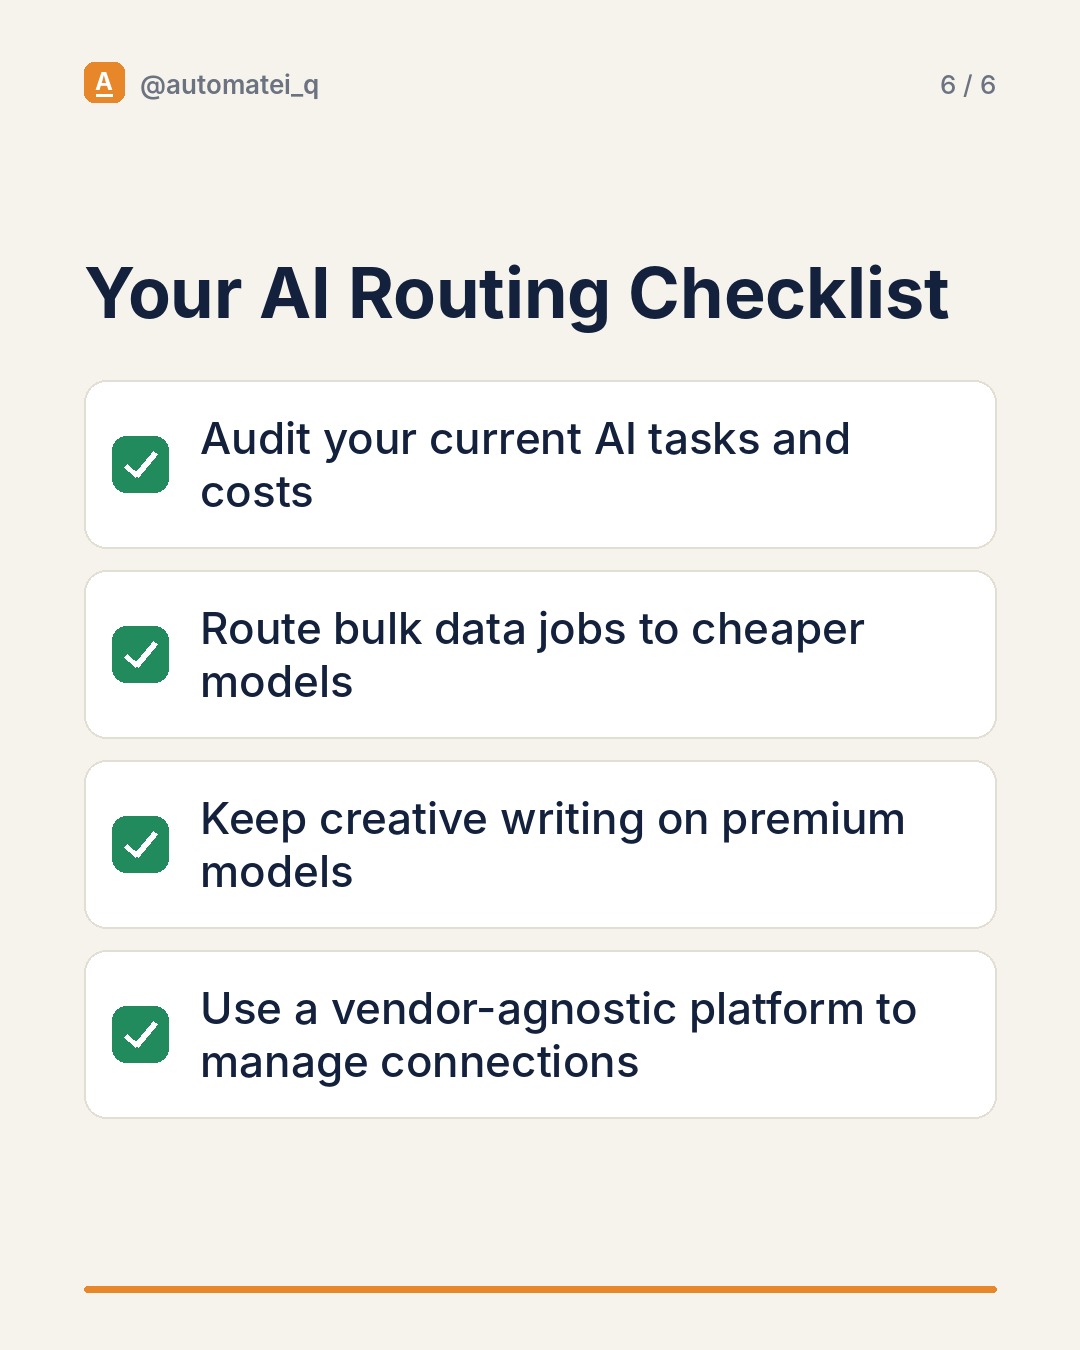 A @automatei_q
6 / 6
Your AI Routing Checklist
Audit your current AI tasks and
costs
Route bulk data jobs to cheaper
models
Keep creative writing on premium
models
Use a vendor-agnostic platform to
manage connections